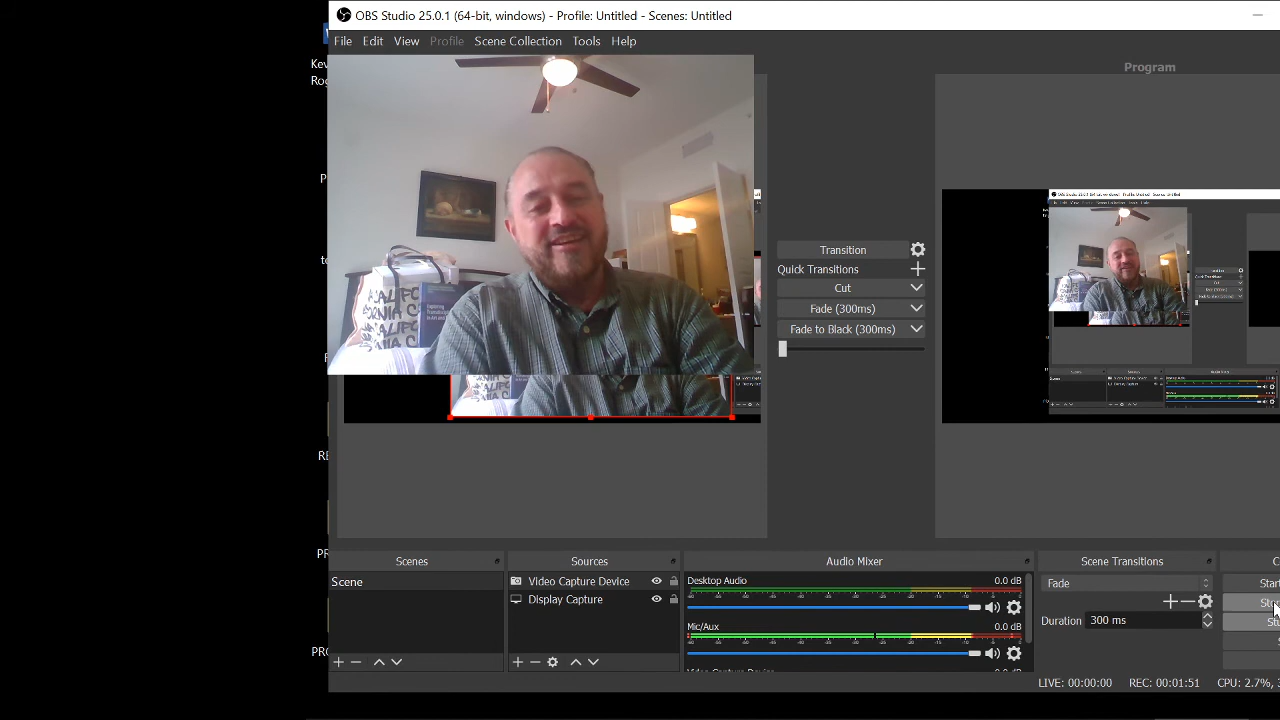 OBS Studio 25.0.1 (64-bit, windows) - Profile: Untitled - Scenes: Untitled
File Edit View Profile Scene Collection Tools Help
Program
Transition
Quick Transitions
Cut
Fade (300ms)
Fade to Black (300ms)
Scenes
Scene
Sources
Video Capture Device
Display Capture
Audio Mixer
Desktop Audio 0.0 dB
Mic/Aux 0.0 dB
Scene Transitions
Fade
Duration 300 ms
LIVE: 00:00:00 REC: 00:01:51 CPU: 2.7%,